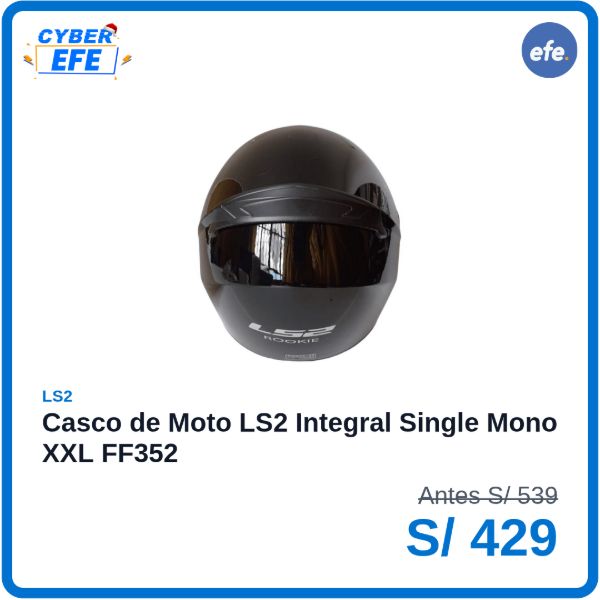 CYBER
EFE
efe.
LS2
ROOKIE
LS2
Casco de Moto LS2 Integral Single Mono
XXL FF352
Antes S/ 539
S/ 429